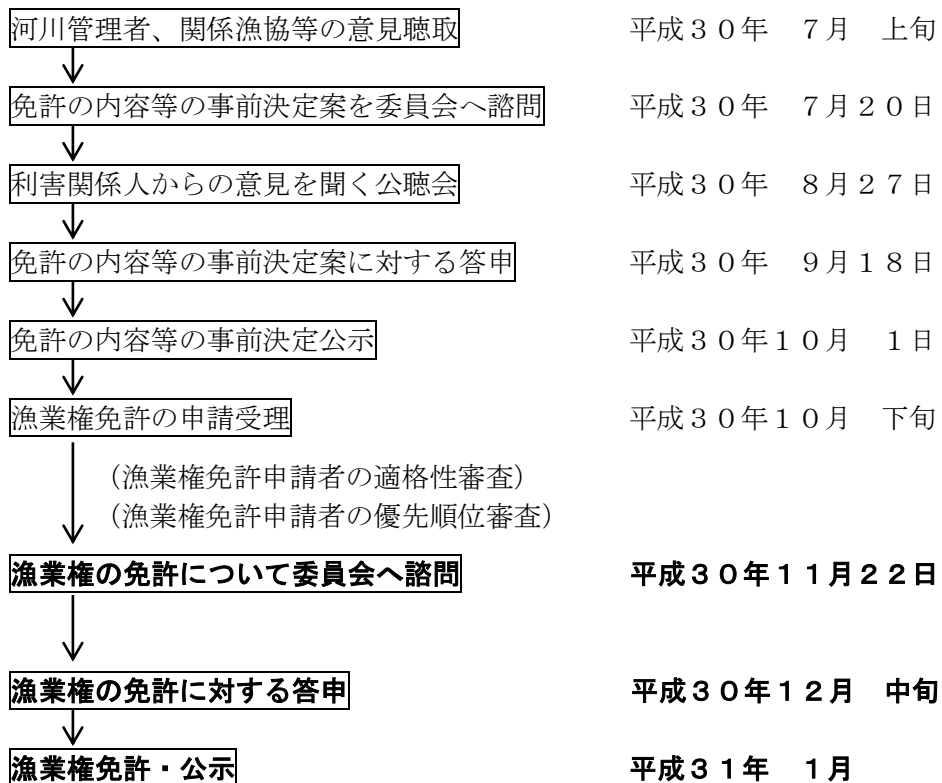 河川管理者、関係漁協等の意見聴取　平成３０年　７月　上旬
免許の内容等の事前決定案を委員会へ諮問　平成３０年　７月２０日
利害関係人からの意見を聞く公聴会　平成３０年　８月２７日
免許の内容等の事前決定案に対する答申　平成３０年　９月１８日
免許の内容等の事前決定公示　平成３０年１０月　１日
漁業権免許の申請受理　平成３０年１０月　下旬
（漁業権免許申請者の適格性審査）
（漁業権免許申請者の優先順位審査）
漁業権の免許について委員会へ諮問　平成３０年１１月２２日
漁業権の免許に対する答申　平成３０年１２月　中旬
漁業権免許・公示　平成３１年　１月